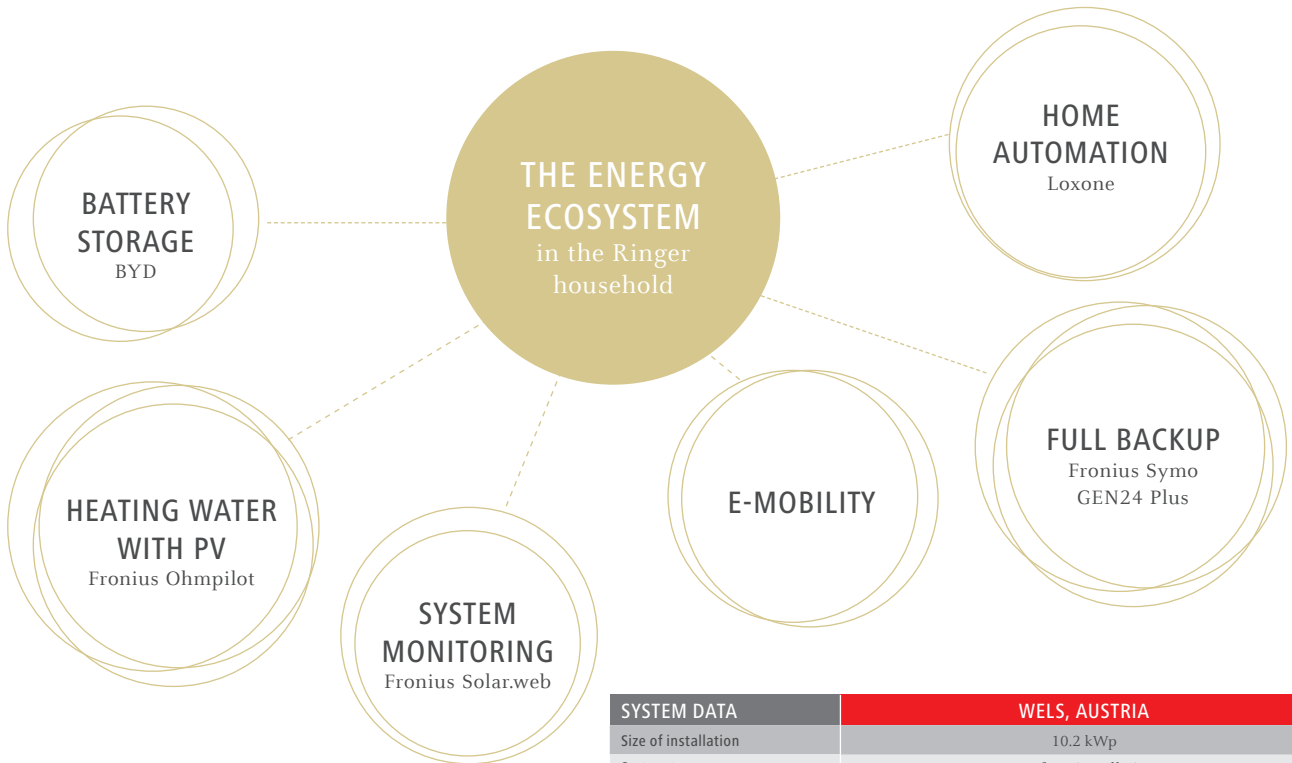 THE ENERGY
ECOSYSTEM
in the Ringer
household
HOME
AUTOMATION
Loxone
BATTERY
STORAGE
BYD
FULL BACKUP
Fronius Symo
GEN24 Plus
E-MOBILITY
HEATING WATER
WITH PV
Fronius Ohmpilot
SYSTEM
MONITORING
Fronius Solar.web
SYSTEM DATA
WELS, AUSTRIA
Size of installation
10.2 kWp